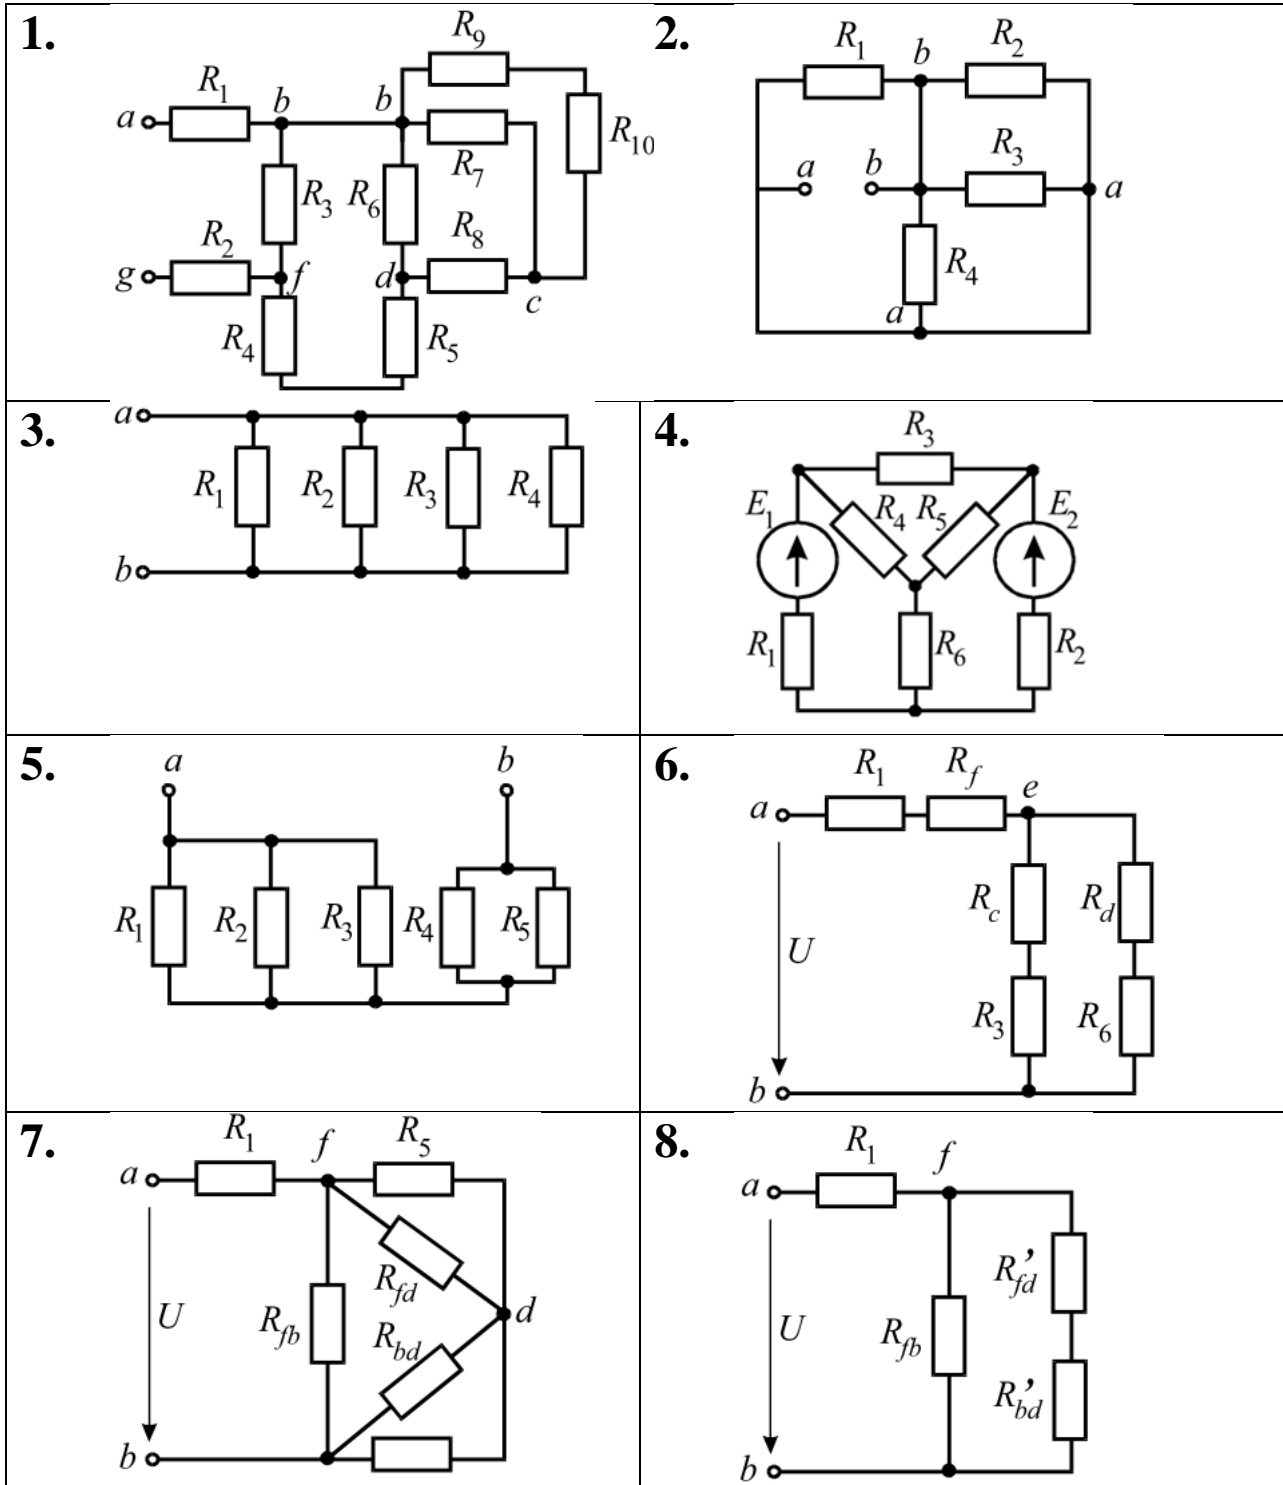 1.
R9
R1 b b
a R10
R7
R3 R6
R2 R8
g f d
c
R4 R5
2.
R1 b R2
R3
a b a
R4
a
3.
a
R1 R2 R3 R4
b
4.
R3
E1 R4 R5 E2
R1 R6 R2
5.
a b
R1 R2 R3 R4 R5
6.
R1 Rf e
a
Rc Rd
U
R3 R6
b
7.
R1 f R5
a
Rfd
U Rfb d
Rbd
b
8.
R1 f
a
Rfd’
U Rfb
Rbd’
b